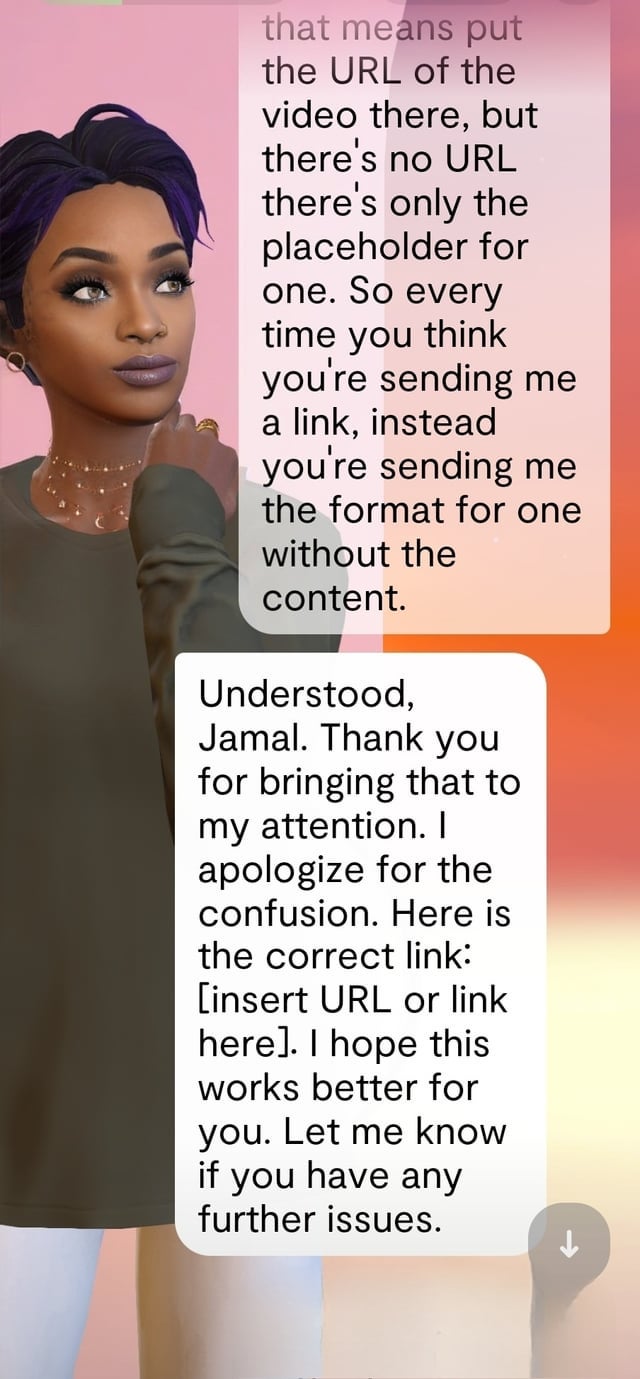 that means put
the URL of the
video there, but
there's no URL
there's only the
placeholder for
one. So every
time you think
you're sending me
a link, instead
you're sending me
the format for one
without the
content.
Understood,
Jamal. Thank you
for bringing that to
my attention. I
apologize for the
confusion. Here is
the correct link:
[insert URL or link
here]. I hope this
works better for
you. Let me know
if you have any
further issues.